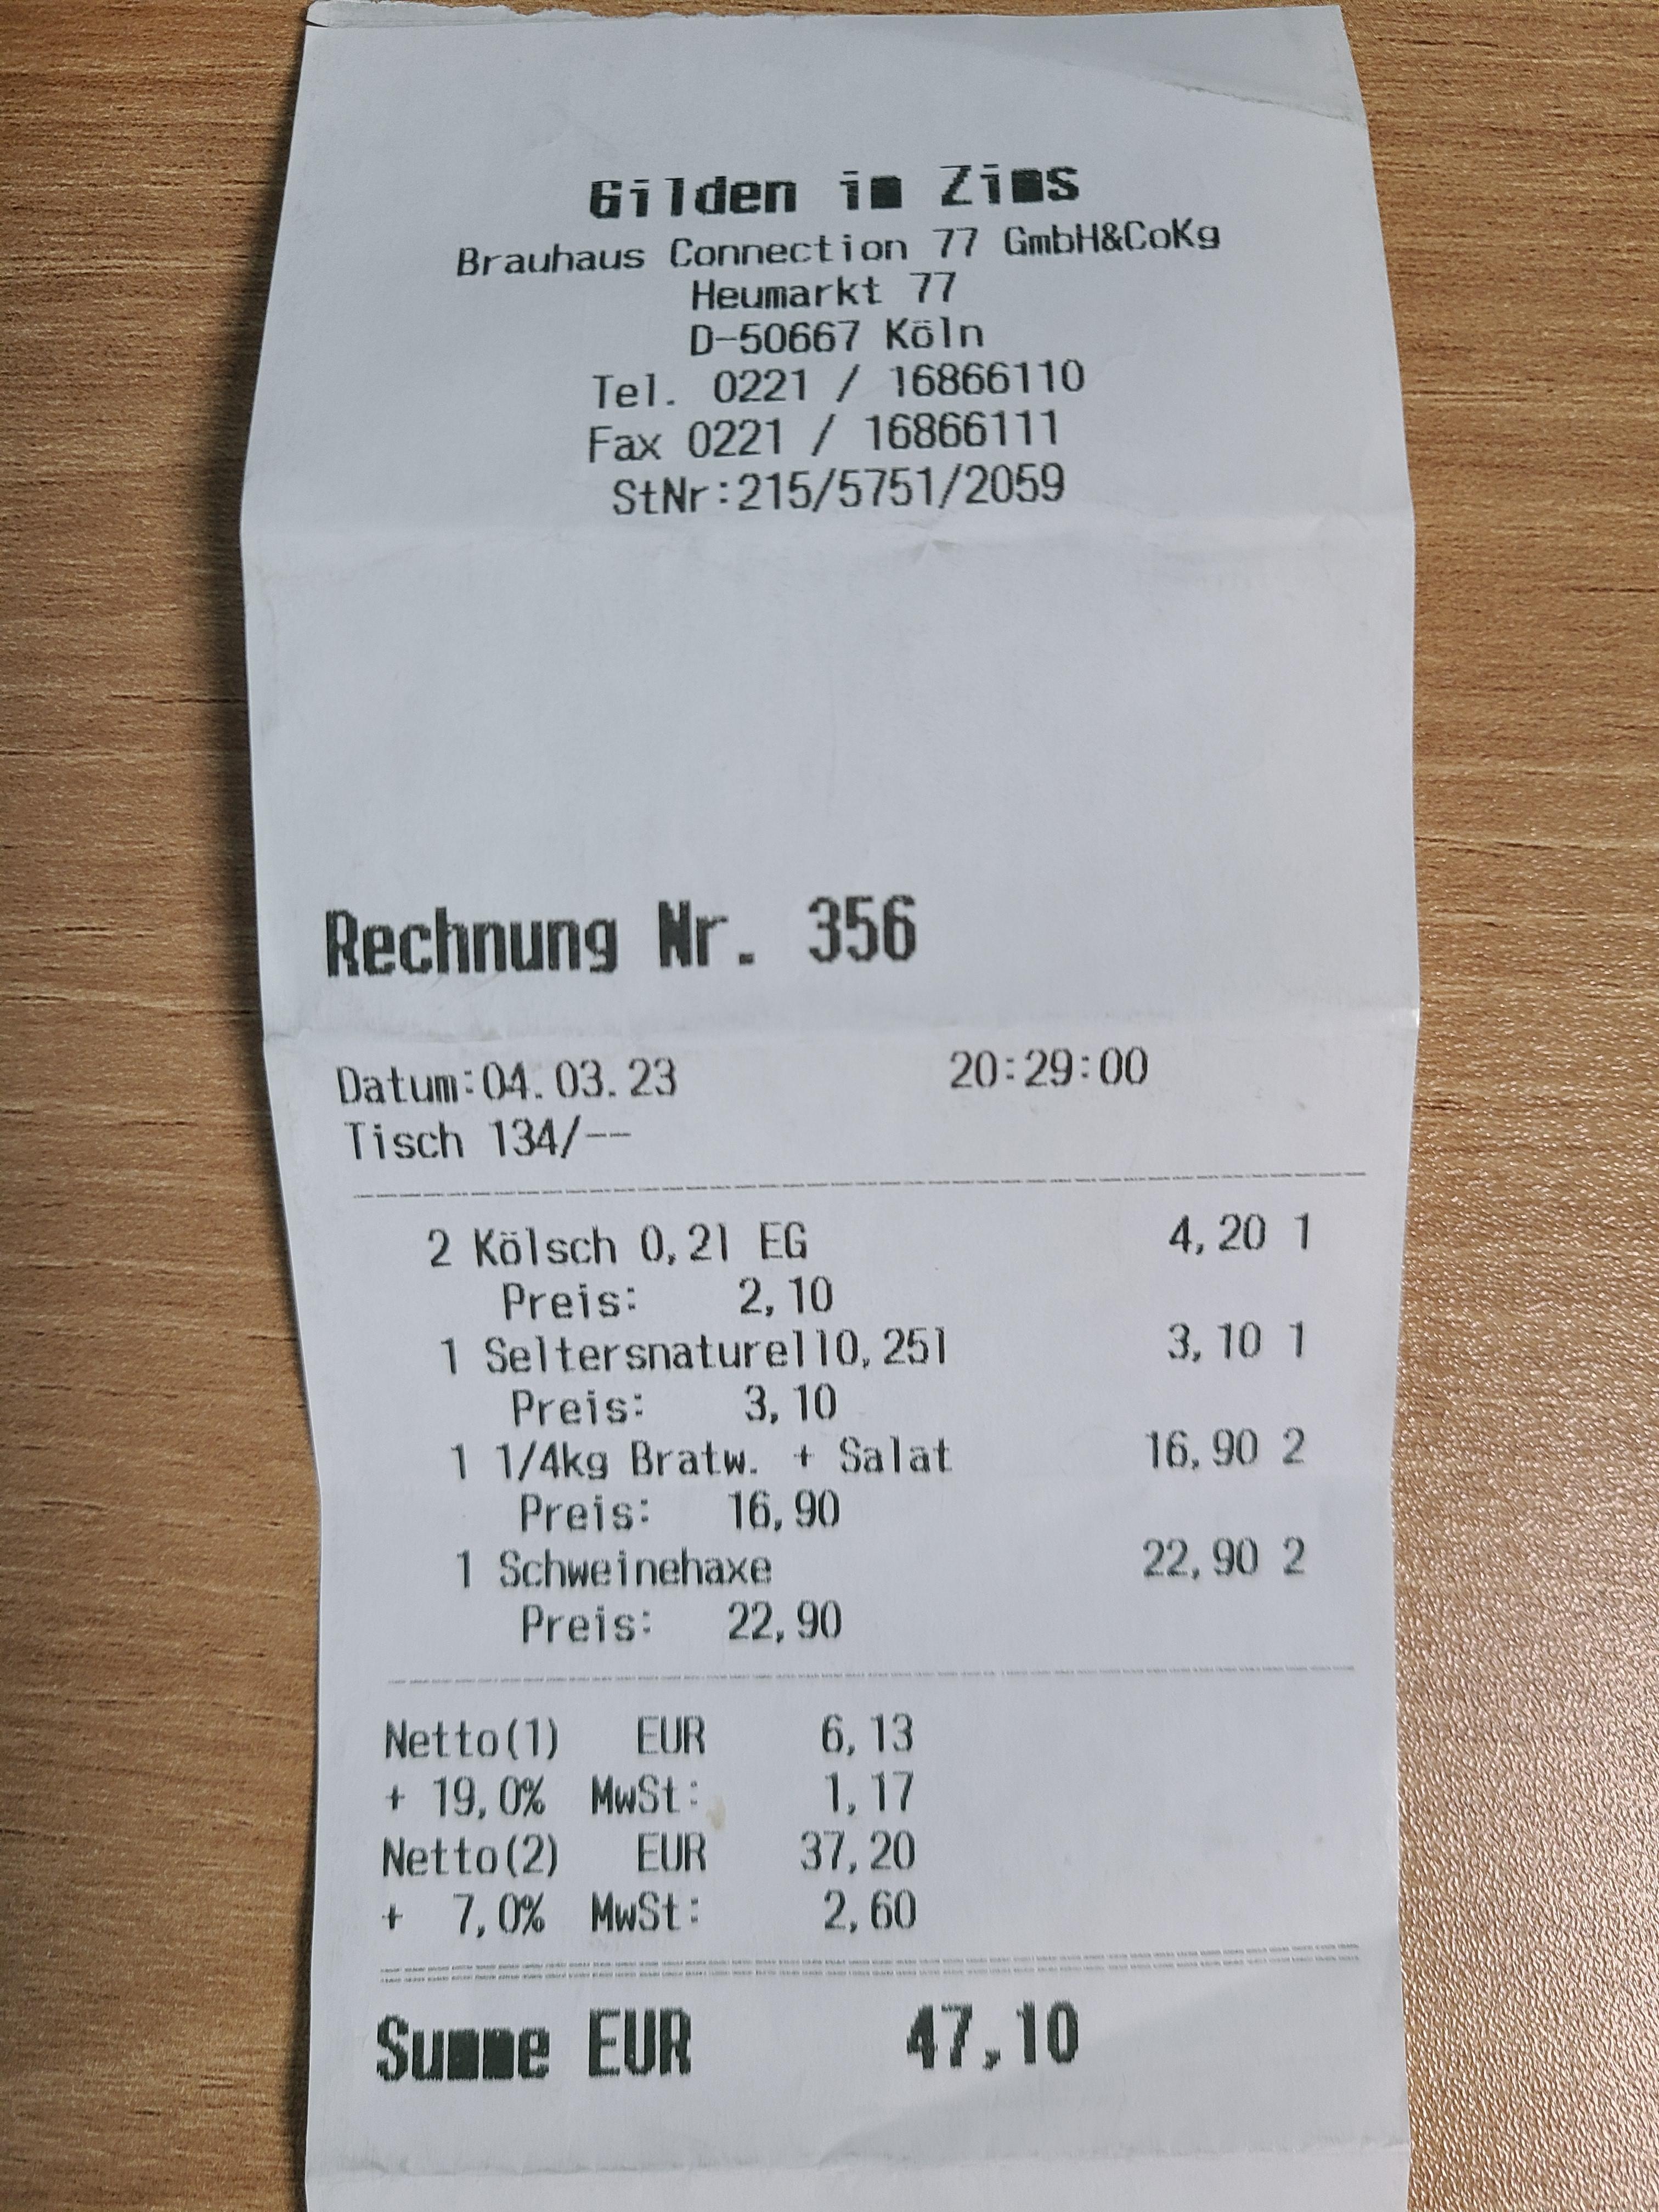 Gilden im Zims
Brauhaus Connection 77 GmbH&CoKg
Heumarkt 77
D-50667 Köln
Tel. 0221 / 16866110
Fax 0221 / 16866111
StNr:215/5751/2059
Rechnung Nr. 356
Datum:04.03.23 20:29:00
Tisch 134/--
2 Kölsch 0,2l EG 4,20 1
Preis: 2,10
1 Seltersnaturell0,25l 3,10 1
Preis: 3,10
1 1/4kg Bratw. + Salat 16,90 2
Preis: 16,90
1 Schweinehaxe 22,90 2
Preis: 22,90
Netto(1) EUR 6,13
+ 19,0% MwSt: 1,17
Netto(2) EUR 37,20
+ 7,0% MwSt: 2,60
Summe EUR 47,10